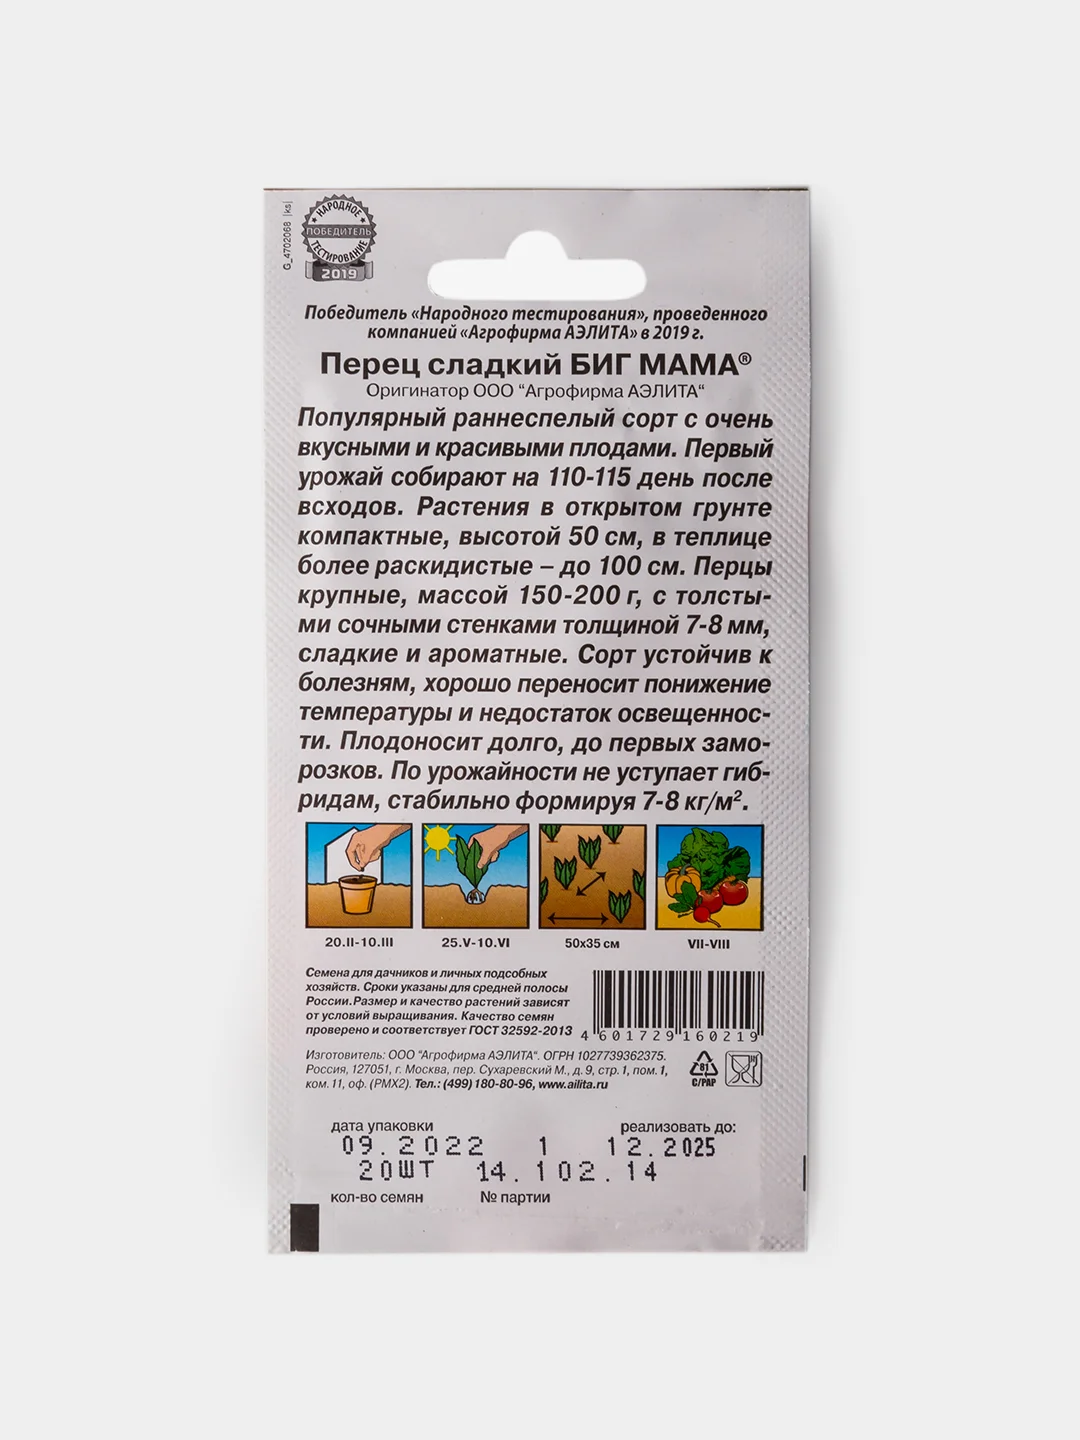 G_4702068 |ks|
НАРОДНОЕ
ПОБЕДИТЕЛЬ
ТЕСТИРОВАНИЕ
2019
Победитель «Народного тестирования», проведенного
компанией «Агрофирма АЭЛИТА» в 2019 г.
Перец сладкий БИГ МАМА®
Оригинатор ООО “Агрофирма АЭЛИТА“
Популярный раннеспелый сорт с очень
вкусными и красивыми плодами. Первый
урожай собирают на 110-115 день после
всходов. Растения в открытом грунте
компактные, высотой 50 см, в теплице
более раскидистые – до 100 см. Перцы
крупные, массой 150-200 г, с толсты-
ми сочными стенками толщиной 7-8 мм,
сладкие и ароматные. Сорт устойчив к
болезням, хорошо переносит понижение
температуры и недостаток освещеннос-
ти. Плодоносит долго, до первых замо-
розков. По урожайности не уступает гиб-
ридам, стабильно формируя 7-8 кг/м².
20.II-10.III 25.V-10.VI 50х35 см VII-VIII
Семена для дачников и личных подсобных
хозяйств. Сроки указаны для средней полосы
России.Размер и качество растений зависят
от условий выращивания. Качество семян
проверено и соответствует ГОСТ 32592-2013
4 601729 160219
Изготовитель: ООО “Агрофирма АЭЛИТА“. ОГРН 1027739362375.
Россия, 127051, г. Москва, пер. Сухаревский М., д. 9, стр. 1, пом. 1,
ком. 11, оф. (РМХ2). Тел.: (499) 180-80-96, www.ailita.ru
81
C/PAP
дата упаковки реализовать до:
09.2022 1 12.2025
20ШТ 14.102.14
кол-во семян № партии